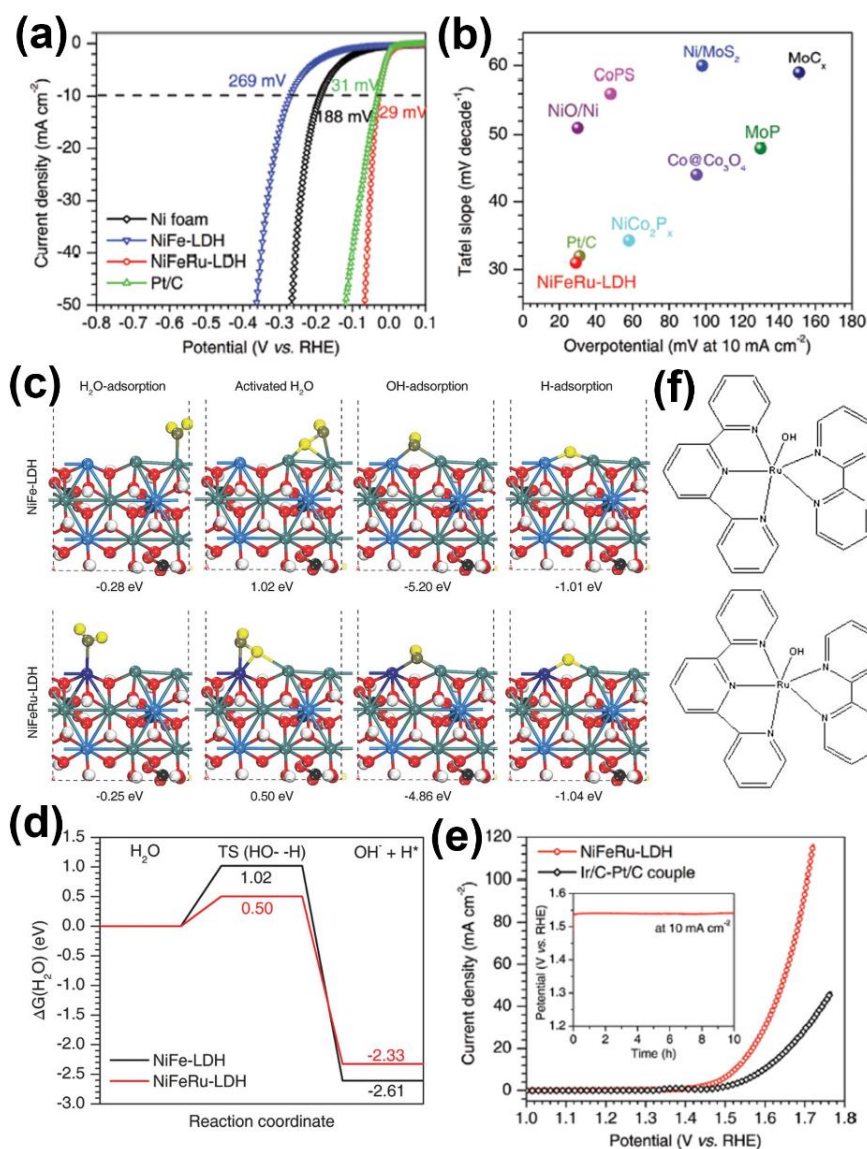 (a)
0
-10
-20
-30
-40
-50
Current density (mA cm⁻²)
269 mV
31 mV
188 mV
29 mV
Ni foam
NiFe-LDH
NiFeRu-LDH
Pt/C
-0.8 -0.7 -0.6 -0.5 -0.4 -0.3 -0.2 -0.1 0.0 0.1
Potential (V vs. RHE)
(b)
60
50
40
30
Tafel slope (mV decade⁻¹)
Ni/MoS₂
MoCₓ
CoPS
NiO/Ni
MoP
Co@Co₃O₄
NiCo₂Pₓ
Pt/C
NiFeRu-LDH
0 20 40 60 80 100 120 140 160 180
Overpotential (mV at 10 mA cm⁻²)
(c)
H₂O-adsorption Activated H₂O OH-adsorption H-adsorption
NiFe-LDH
-0.28 eV 1.02 eV -5.20 eV -1.01 eV
NiFeRu-LDH
-0.25 eV 0.50 eV -4.86 eV -1.04 eV
(f)
OH
N
N
Ru
N
N
N
OH
N
N
Ru
N
N
N
(d)
1.5
1.0
0.5
0.0
-0.5
-1.0
-1.5
-2.0
-2.5
-3.0
ΔG(H₂O) (eV)
H₂O TS (HO- -H) OH⁻ + H*
1.02
0.50
-2.33
-2.61
NiFe-LDH
NiFeRu-LDH
Reaction coordinate
(e)
120
100
80
60
40
20
0
Current density (mA cm⁻²)
NiFeRu-LDH
Ir/C-Pt/C couple
1.6
1.5
1.4
1.3
1.2
Petential (V vs. RHE)
at 10 mA cm⁻²
0 2 4 6 8 10
Time (h)
1.0 1.1 1.2 1.3 1.4 1.5 1.6 1.7 1.8
Potential (V vs. RHE)